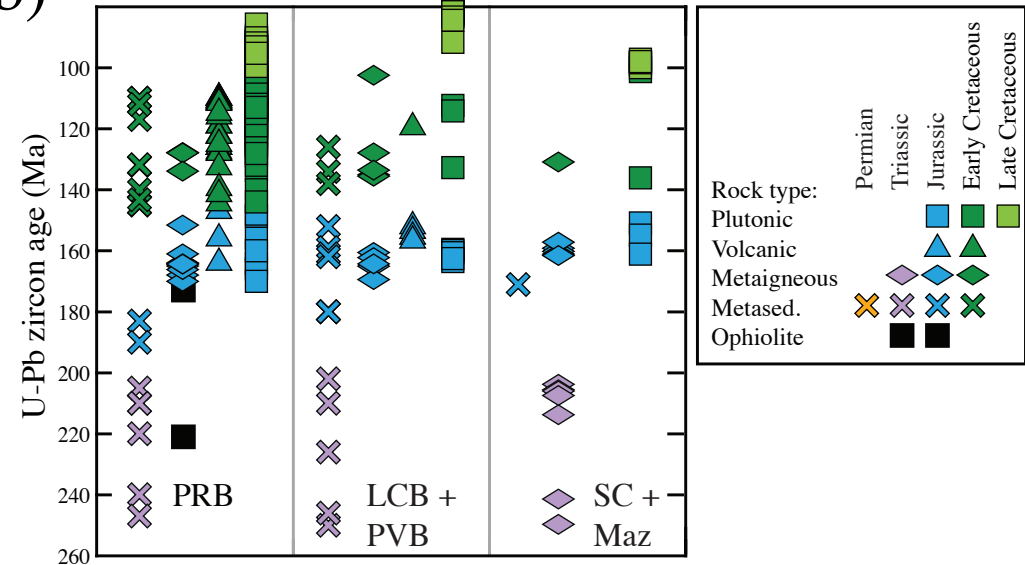 b)
U-Pb zircon age (Ma)
100
120
140
160
180
200
220
240
260
PRB
LCB +
PVB
SC +
Maz
Permian
Triassic
Jurassic
Early Cretaceous
Late Cretaceous
Rock type:
Plutonic
Volcanic
Metaigneous
Metased.
Ophiolite